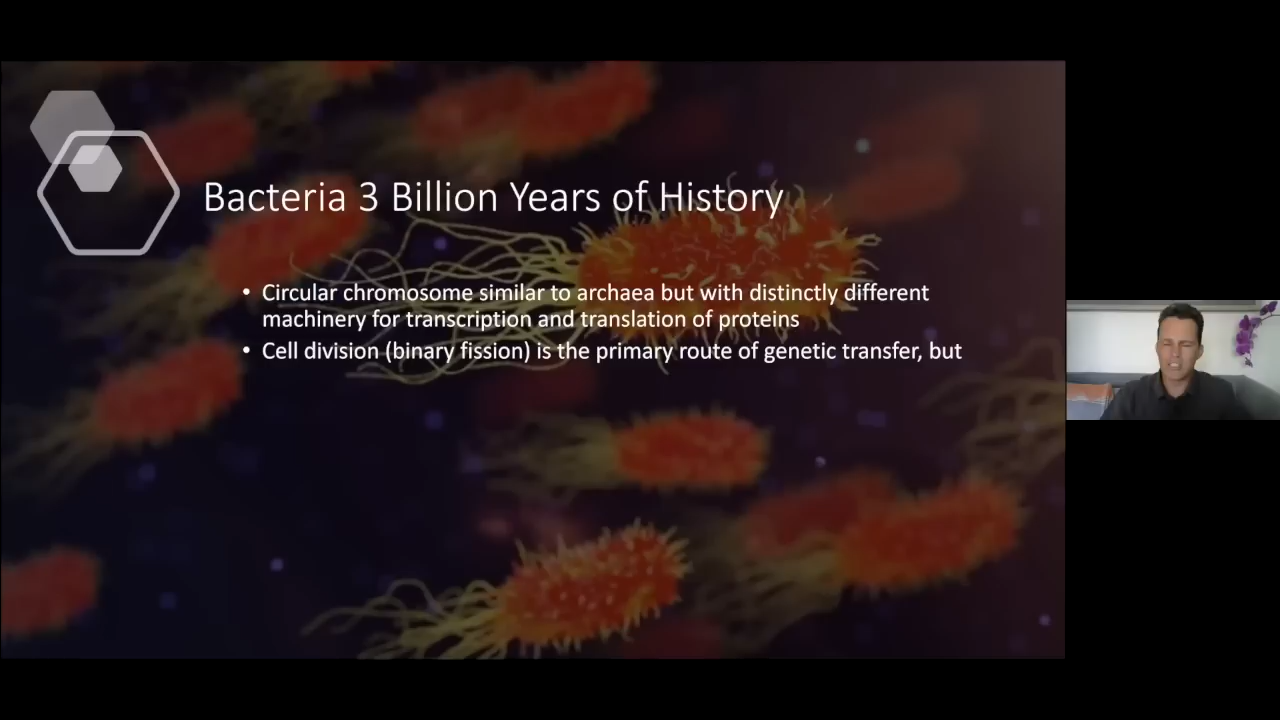 Bacteria 3 Billion Years of History
• Circular chromosome similar to archaea but with distinctly different
machinery for transcription and translation of proteins
• Cell division (binary fission) is the primary route of genetic transfer, but